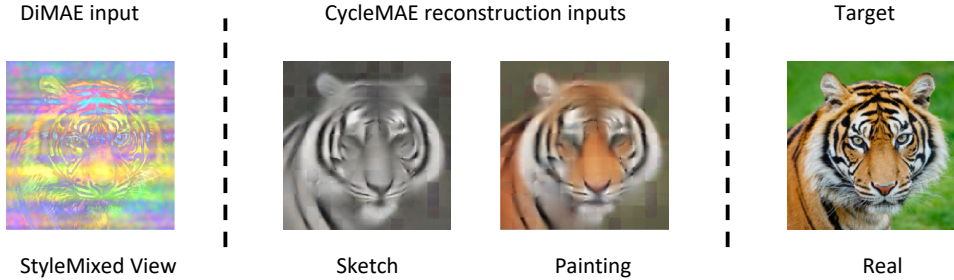 DiMAE input
CycleMAE reconstruction inputs
Target
StyleMixed View
Sketch
Painting
Real